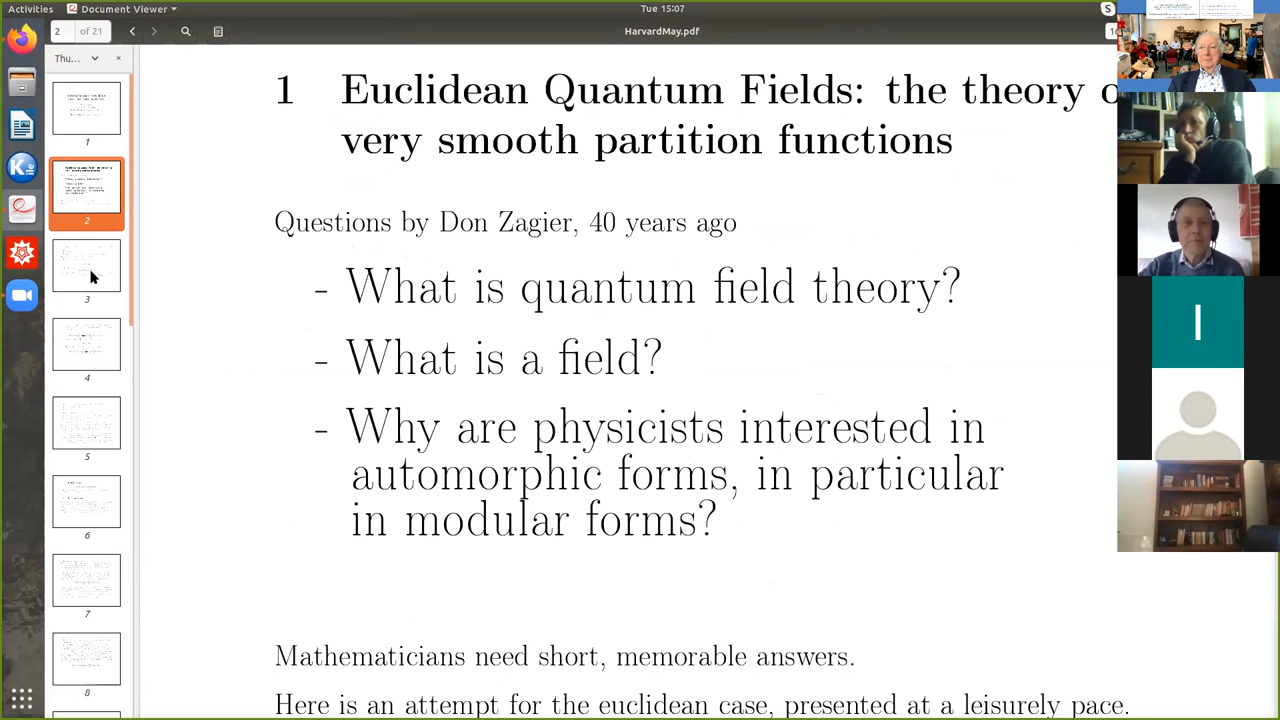 Activities
Document Viewer
Tue 15:07
2
of 21
HarvardMay.pdf
Thu...
1
2
3
4
5
6
7
8
1 Euclidean Quantum Fields: the theory
very smooth partition functions
Questions by Don Zagier, 40 years ago
- What is quantum field theory?
- What is a field?
- Why are physicists interested in
automorphic forms, in particular
in modular forms?
Mathematicians need short, memorable answers.
Here is an attempt for the euclidean case, presented at a leisurely pace.
S
I